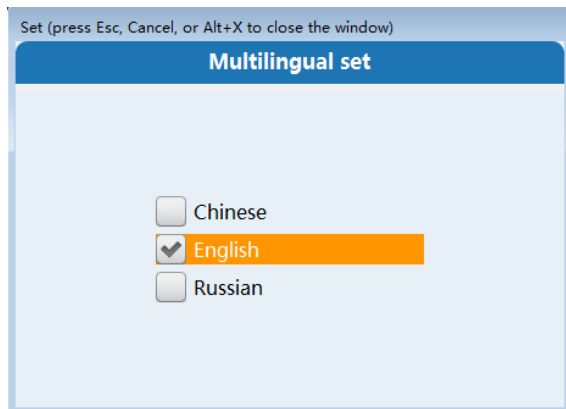 Set (press Esc, Cancel, or Alt+X to close the window)
Multilingual set
Chinese
English
Russian